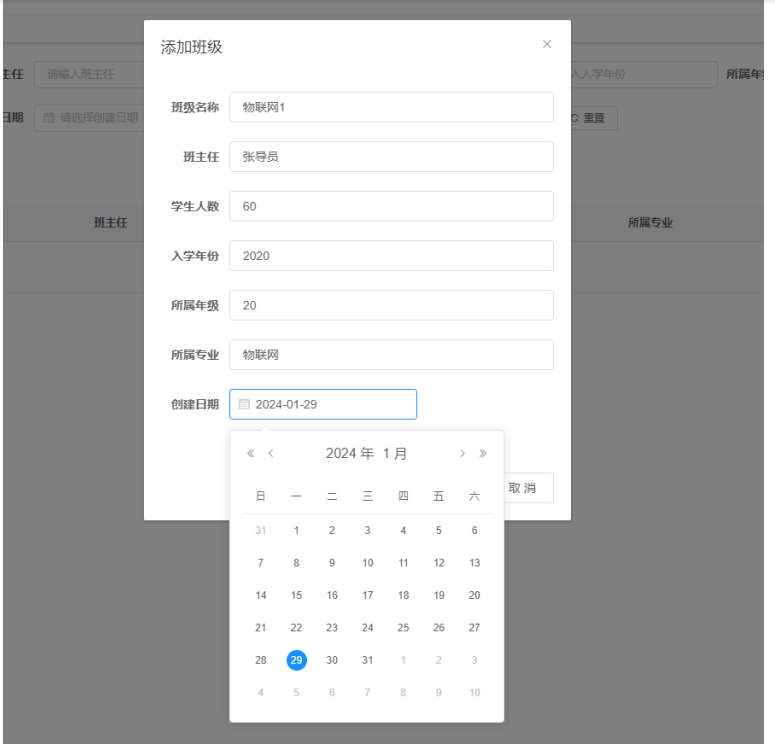 添加班级
主任 请输入班主任
入入学年份 所属年
日期 请选择创建日期
重置
班主任 所属专业
班级名称 物联网1
班主任 张导员
学生人数 60
入学年份 2020
所属年级 20
所属专业 物联网
创建日期 2024-01-29
2024 年 1 月
日 一 二 三 四 五 六
31 1 2 3 4 5 6
7 8 9 10 11 12 13
14 15 16 17 18 19 20
21 22 23 24 25 26 27
28 29 30 31 1 2 3
4 5 6 7 8 9 10
取 消